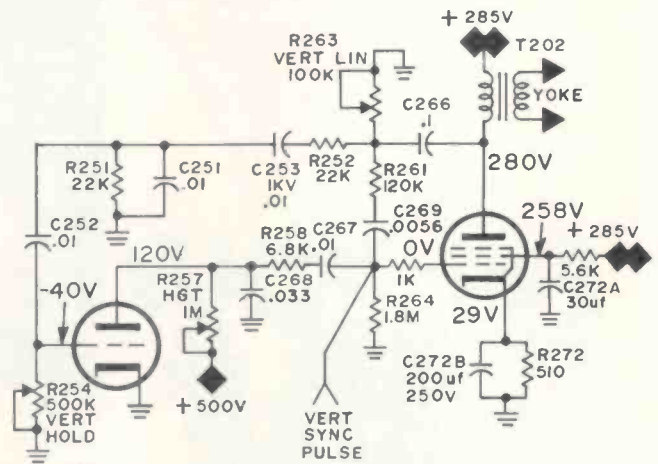 + 285V
T202
YOKE
R263
VERT LIN
100K
C266
.1
R251
22K
C251
.01
C253
1KV
.01
R252
22K
R261
120K
280V
C252
.01
C269
.0056
258V
+ 285V
120V
R258
6.8K
C267
.01
0V
5.6K
C272A
30uf
-40V
R257
HGT
1M
C268
.033
1K
R264
1.8M
29V
R254
500K
VERT
HOLD
+ 500V
VERT
SYNC
PULSE
C272B
200uf
250V
R272
510